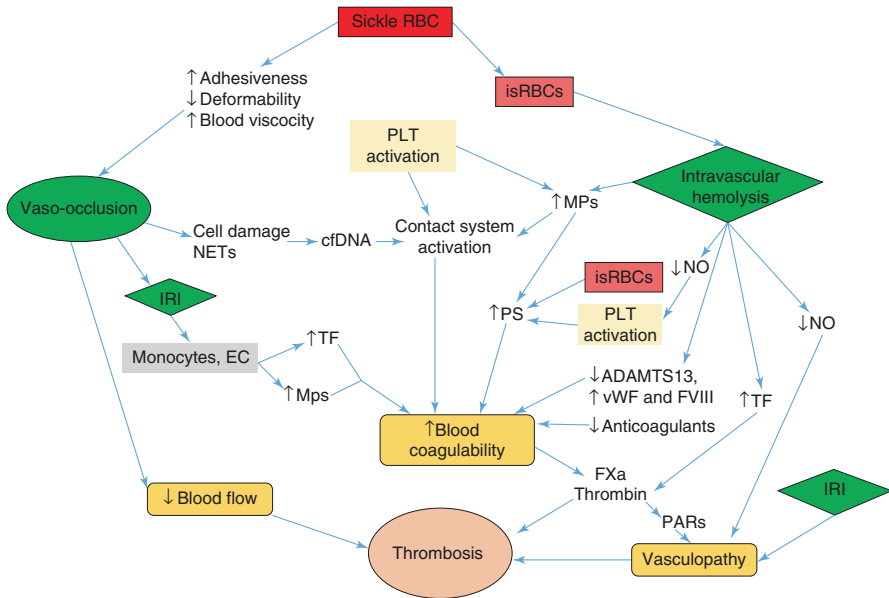 Sickle RBC
↑Adhesiveness
↓Deformability
↑Blood viscocity
isRBCs
PLT
activation
Intravascular
hemolysis
Vaso-occlusion
↑MPs
Cell damage
NETs
cfDNA
Contact system
activation
↓NO
isRBCs
IRI
↑PS
PLT
activation
↓NO
↑TF
Monocytes, EC
↑Mps
↓ADAMTS13,
↑vWF and FVIII
↑TF
↑Blood
coagulability
↓Anticoagulants
FXa
Thrombin
IRI
↓Blood flow
PARs
Thrombosis
Vasculopathy